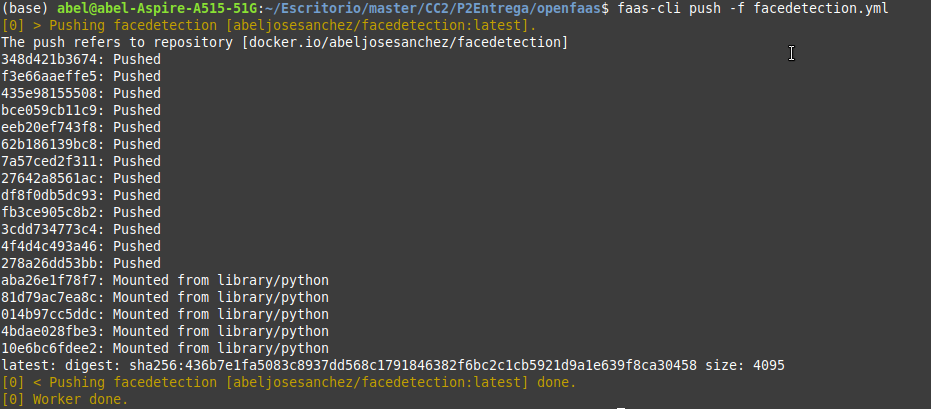 (base) abel@abel-Aspire-A515-51G:~/Escritorio/master/CC2/P2Entrega/openfaas$ faas-cli push -f facedetection.yml
[0] > Pushing facedetection [abeljosesanchez/facedetection:latest].
The push refers to repository [docker.io/abeljosesanchez/facedetection]
348d421b3674: Pushed
f3e66aaeffe5: Pushed
435e98155508: Pushed
bce059cb11c9: Pushed
eeb20ef743f8: Pushed
62b186139bc8: Pushed
7a57ced2f311: Pushed
27642a8561ac: Pushed
df8f0db5dc93: Pushed
fb3ce905c8b2: Pushed
3cdd734773c4: Pushed
4f4d4c493a46: Pushed
278a26dd53bb: Pushed
aba26e1f78f7: Mounted from library/python
81d79ac7ea8c: Mounted from library/python
014b97cc5ddc: Mounted from library/python
4bdae028fbe3: Mounted from library/python
10e6bc6fdee2: Mounted from library/python
latest: digest: sha256:436b7e1fa5083c8937dd568c1791846382f6bc2c1cb5921d9a1e639f8ca30458 size: 4095
[0] < Pushing facedetection [abeljosesanchez/facedetection:latest] done.
[0] Worker done.